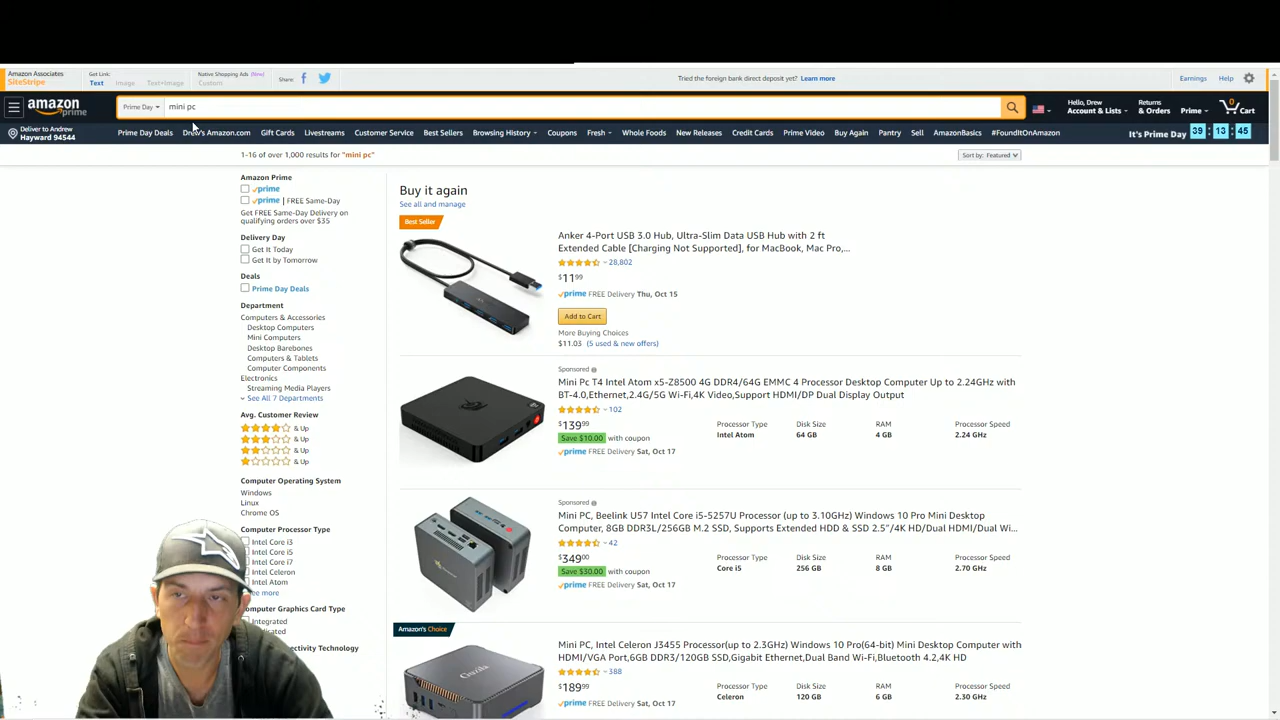 Amazon Associates
SiteStripe
Get Link:
Text Image Text+Image
Native Shopping Ads (New)
Custom
Share:
Tried the foreign bank direct deposit yet? Learn more
Earnings Help
amazon prime
Prime Day
mini pc
Hello, Drew
Account & Lists
Returns
& Orders
Prime
0 Cart
Deliver to Andrew
Hayward 94544
Prime Day Deals Drew's Amazon.com Gift Cards Livestreams Customer Service Best Sellers Browsing History Coupons Fresh Whole Foods New Releases Credit Cards Prime Video Buy Again Pantry Sell AmazonBasics #FoundItOnAmazon
It's Prime Day 39 : 13 : 45
1-16 of over 1,000 results for "mini pc"
Sort by: Featured
Amazon Prime
prime
prime | FREE Same-Day
Get FREE Same-Day Delivery on
qualifying orders over $35
Delivery Day
Get It Today
Get It by Tomorrow
Deals
Prime Day Deals
Department
Computers & Accessories
Desktop Computers
Mini Computers
Desktop Barebones
Computers & Tablets
Computer Components
Electronics
Streaming Media Players
See All 7 Departments
Avg. Customer Review
& Up
& Up
& Up
& Up
Computer Operating System
Windows
Linux
Chrome OS
Computer Processor Type
Intel Core i3
Intel Core i5
Intel Core i7
Intel Celeron
Intel Atom
ee more
omputer Graphics Card Type
Integrated
dicated
nectivity Technology
Buy it again
See all and manage
Best Seller
Anker 4-Port USB 3.0 Hub, Ultra-Slim Data USB Hub with 2 ft
Extended Cable [Charging Not Supported], for MacBook, Mac Pro,...
28,802
$11.99
prime FREE Delivery Thu, Oct 15
Add to Cart
More Buying Choices
$11.03 (5 used & new offers)
Sponsored
Mini Pc T4 Intel Atom x5-Z8500 4G DDR4/64G EMMC 4 Processor Desktop Computer Up to 2.24GHz with
BT-4.0,Ethernet,2.4G/5G Wi-Fi,4K Video,Support HDMI/DP Dual Display Output
102
$139.99
Save $10.00 with coupon
prime FREE Delivery Sat, Oct 17
Processor Type Disk Size RAM Processor Speed
Intel Atom 64 GB 4 GB 2.24 GHz
Sponsored
Mini PC, Beelink U57 Intel Core i5-5257U Processor (up to 3.10GHz) Windows 10 Pro Mini Desktop
Computer, 8GB DDR3L/256GB M.2 SSD, Supports Extended HDD & SSD 2.5"/4K HD/Dual HDMI/Dual Wi...
42
$349.00
Save $30.00 with coupon
prime FREE Delivery Sat, Oct 17
Processor Type Disk Size RAM Processor Speed
Core i5 256 GB 8 GB 2.70 GHz
Amazon's Choice
Mini PC, Intel Celeron J3455 Processor(up to 2.3GHz) Windows 10 Pro(64-bit) Mini Desktop Computer with
HDMI/VGA Port,6GB DDR3/120GB SSD,Gigabit Ethernet,Dual Band Wi-Fi,Bluetooth 4.2,4K HD
388
$189.99
prime FREE Delivery Sat, Oct 17
Processor Type Disk Size RAM Processor Speed
Celeron 120 GB 6 GB 2.30 GHz